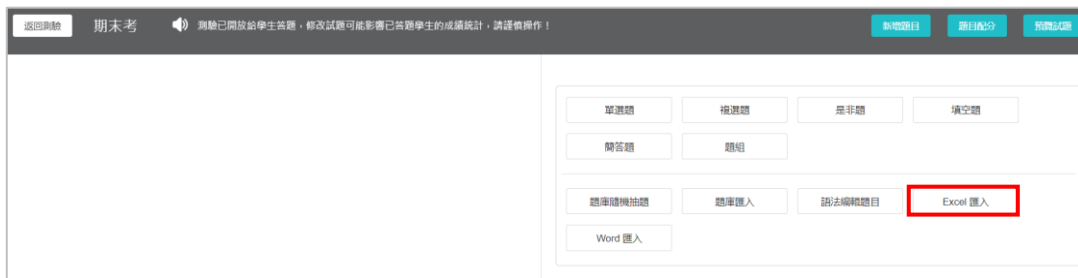 返回測驗 期末考 測驗已開放給學生答題，修改試題可能影響已答題學生的成績統計，請謹慎操作！ 新增題目 題目配分 預覽試題
單選題 複選題 是非題 填空題
簡答題 題組
題庫隨機抽題 題庫匯入 語法編輯題目 Excel 匯入
Word 匯入